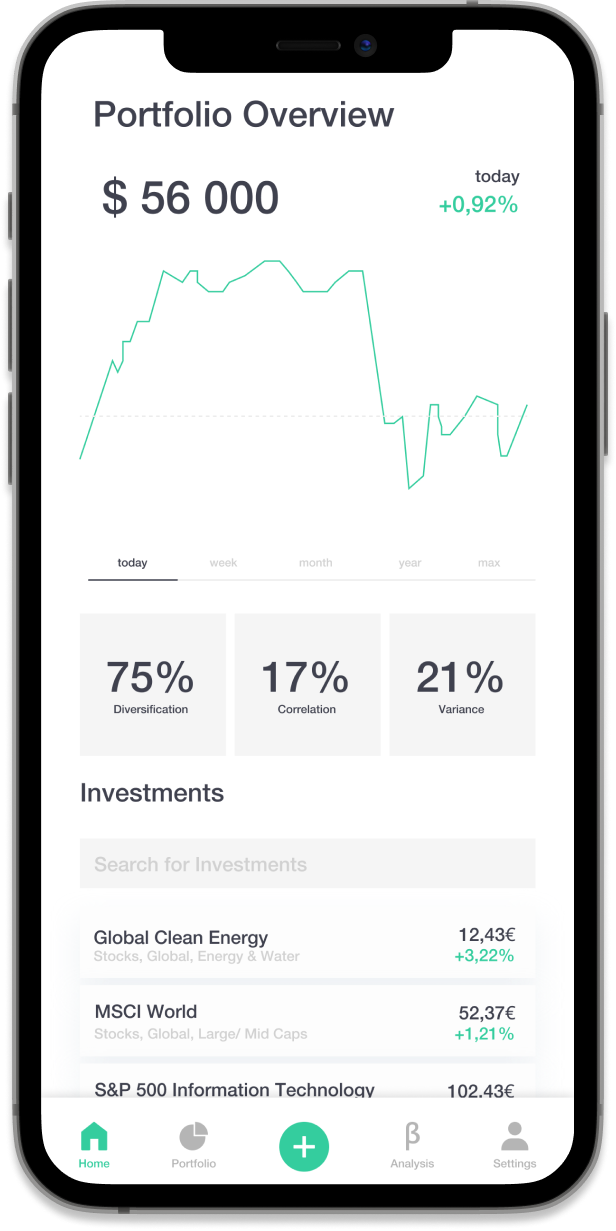 Portfolio Overview
today
$ 56 000
+0,92%
today week month year max
75% 17% 21%
Diversification Correlation Variance
Investments
Search for Investments
Global Clean Energy 12,43€
Stocks, Global, Energy & Water +3,22%
MSCI World 52,37€
Stocks, Global, Large/ Mid Caps +1,21%
S&P 500 Information Technology 102,43€
β
Home Portfolio Analysis Settings